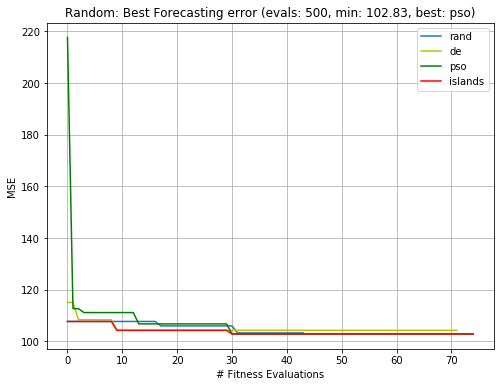 Random: Best Forecasting error (evals: 500, min: 102.83, best: pso)
rand
de
pso
islands
MSE
220
200
180
160
140
120
100
0 10 20 30 40 50 60 70
# Fitness Evaluations